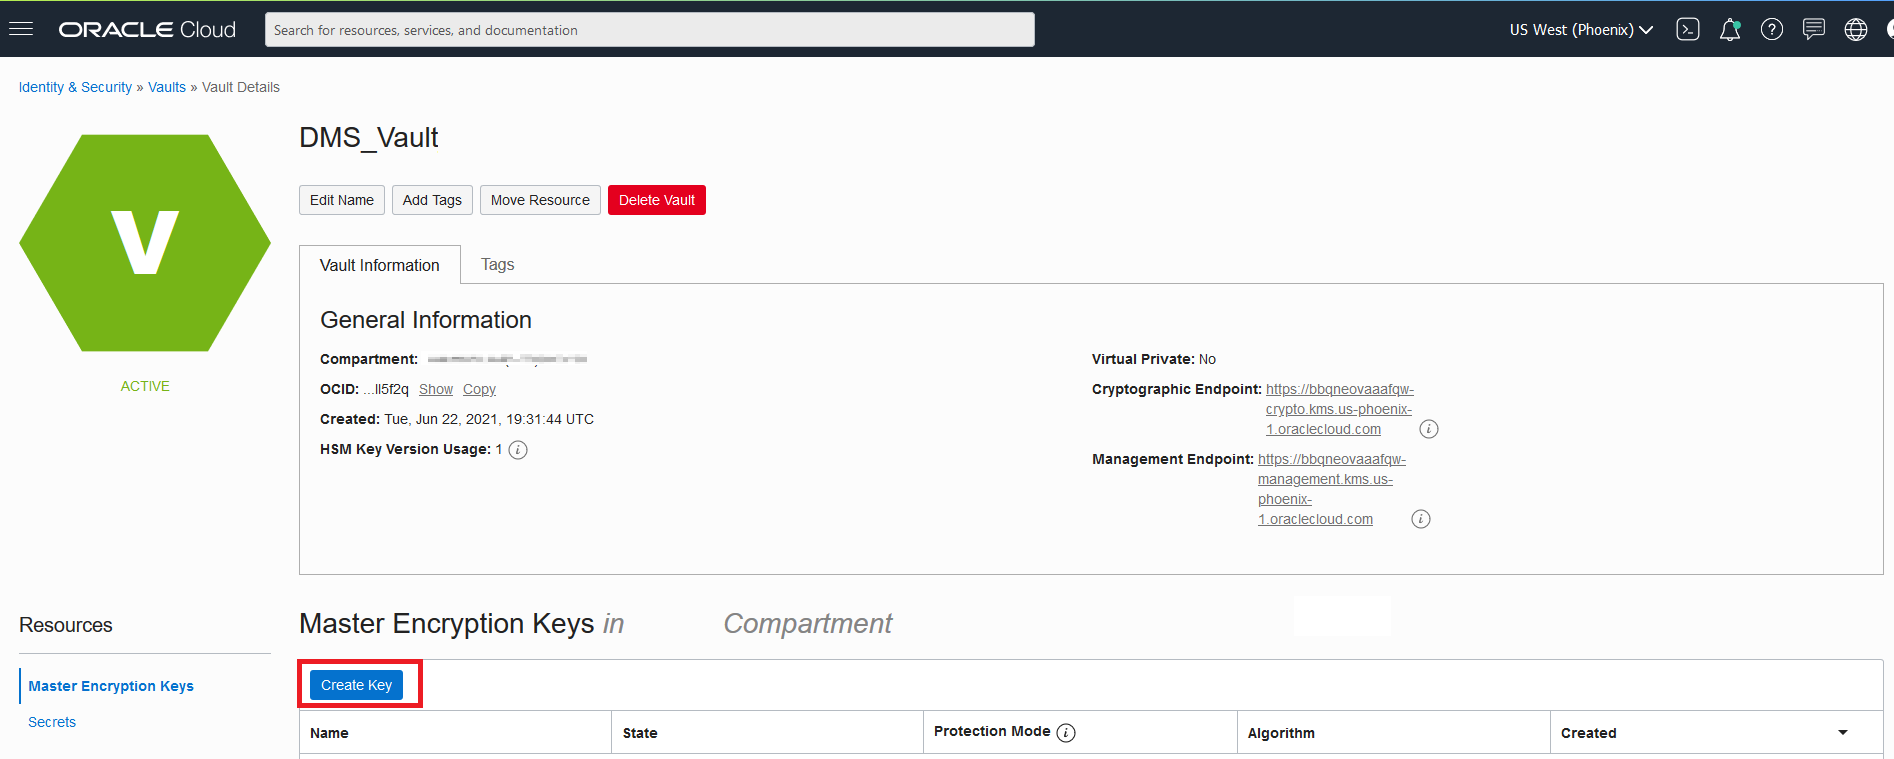 ORACLE Cloud
Search for resources, services, and documentation
US West (Phoenix)
Identity & Security » Vaults » Vault Details
V
ACTIVE
DMS_Vault
Edit Name
Add Tags
Move Resource
Delete Vault
Vault Information
Tags
General Information
Compartment:
OCID: ...ll5f2q Show Copy
Created: Tue, Jun 22, 2021, 19:31:44 UTC
HSM Key Version Usage: 1
Virtual Private: No
Cryptographic Endpoint: https://bbqneovaaafqw-
crypto.kms.us-phoenix-
1.oraclecloud.com
Management Endpoint: https://bbqneovaaafqw-
management.kms.us-
phoenix-
1.oraclecloud.com
Resources
Master Encryption Keys
Secrets
Master Encryption Keys in Compartment
Create Key
Name
State
Protection Mode
Algorithm
Created